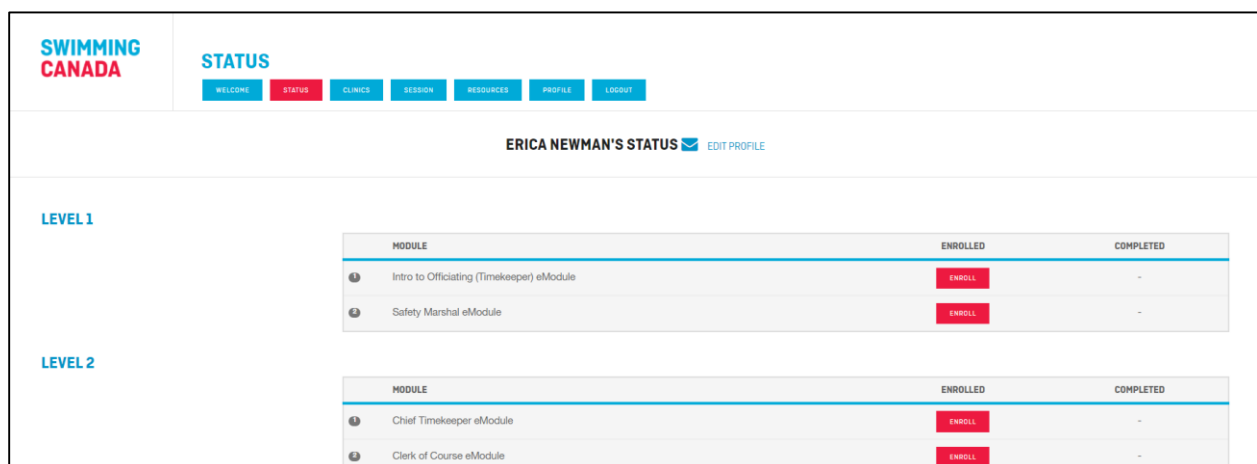 SWIMMING
CANADA
STATUS
WELCOME STATUS CLINICS SESSION RESOURCES PROFILE LOGOUT
ERICA NEWMAN'S STATUS EDIT PROFILE
LEVEL 1
MODULE ENROLLED COMPLETED
1 Intro to Officiating (Timekeeper) eModule ENROLL -
2 Safety Marshal eModule ENROLL -
LEVEL 2
MODULE ENROLLED COMPLETED
1 Chief Timekeeper eModule ENROLL -
2 Clerk of Course eModule ENROLL -